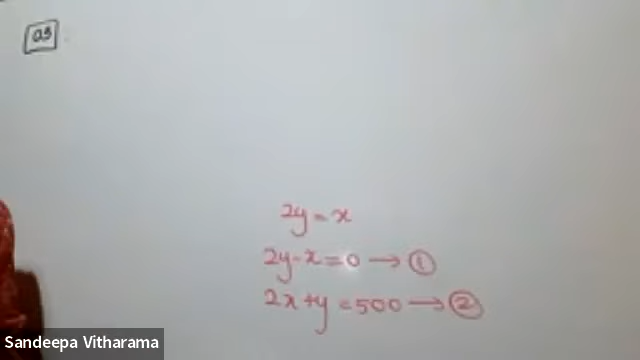 Q3
2y = x
2y - x = 0 → ①
2x + y = 500 → ②
Sandeepa Vitharama